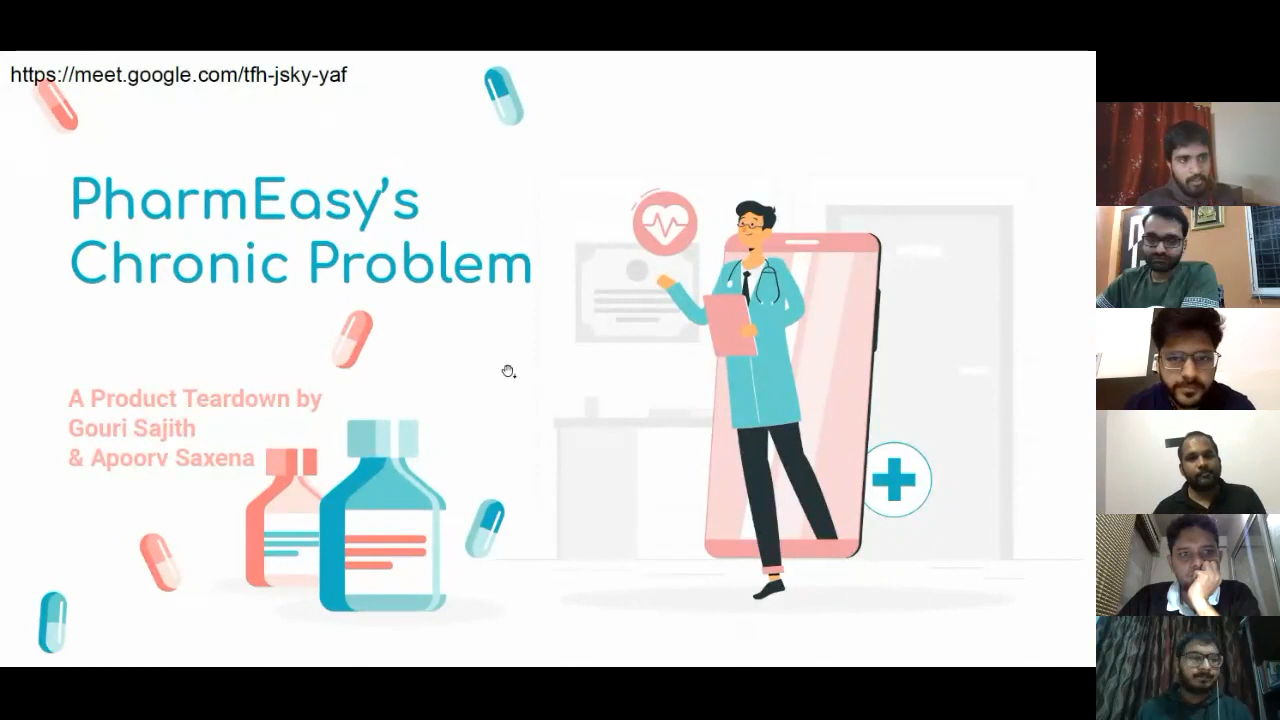 https://meet.google.com/tfh-jsky-yaf
PharmEasy's
Chronic Problem
A Product Teardown by
Gouri Sajith
& Apoorv Saxena